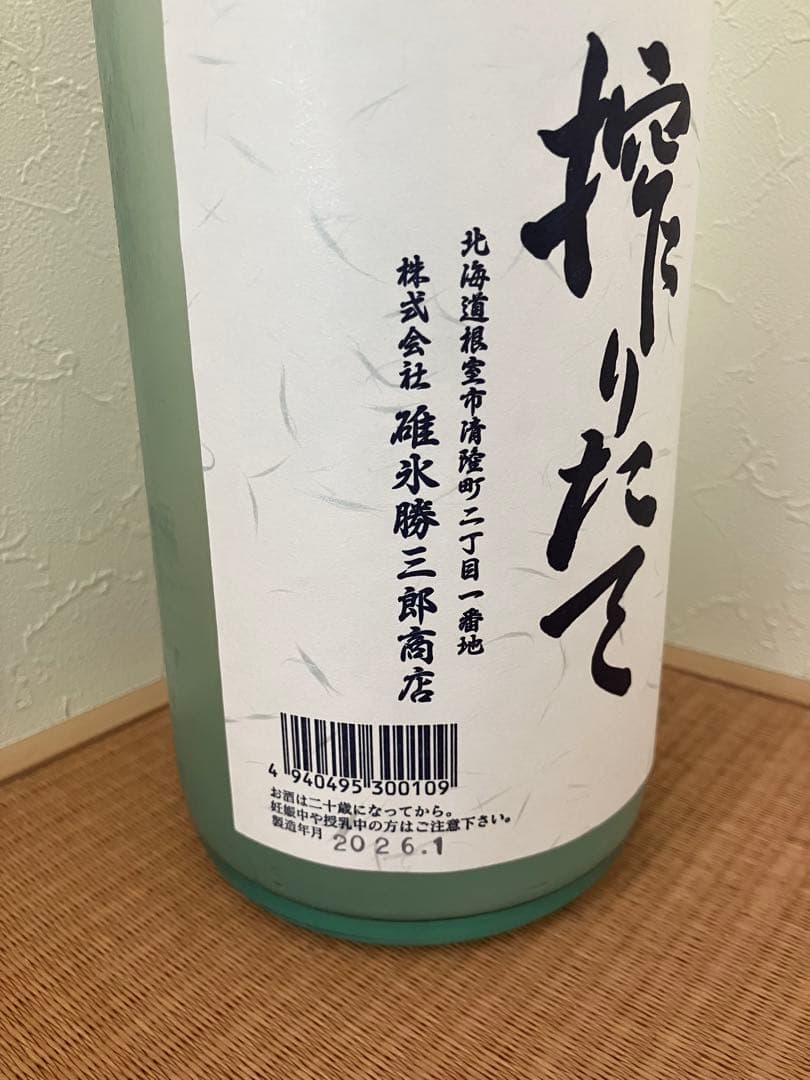 搾りたて
北海道根室市清隆町二丁目一番地
株式会社 碓氷勝三郎商店
4 940495 300109
お酒は二十歳になってから。
妊娠中や授乳中の方はご注意下さい。
製造年月 2026.1